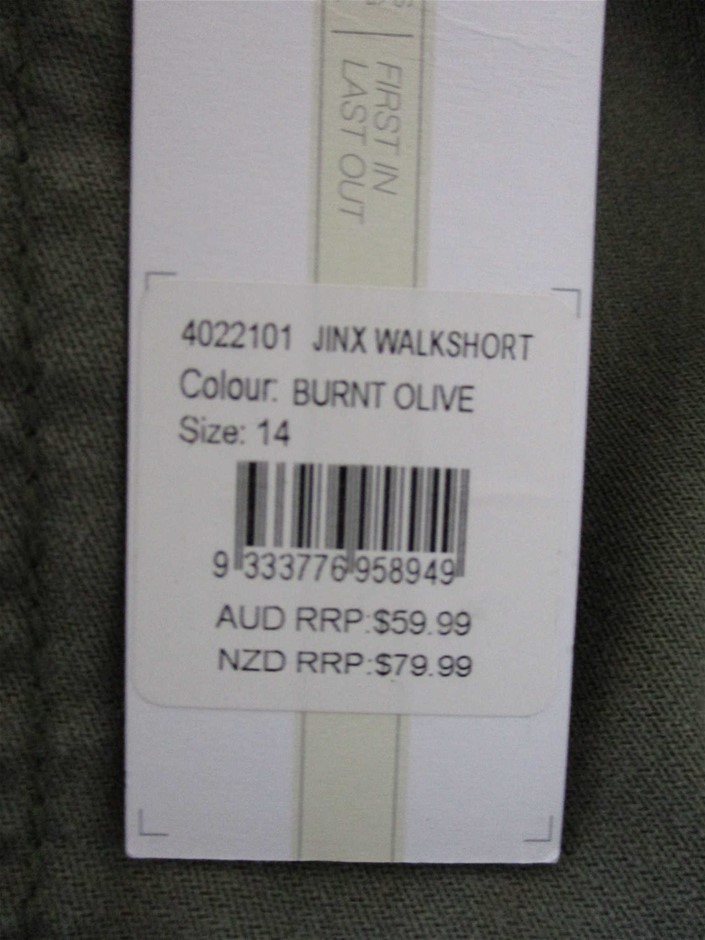 FIRST IN
LAST OUT
4022101 JINX WALKSHORT
Colour: BURNT OLIVE
Size: 14
9 333776 958949
AUD RRP:$59.99
NZD RRP:$79.99